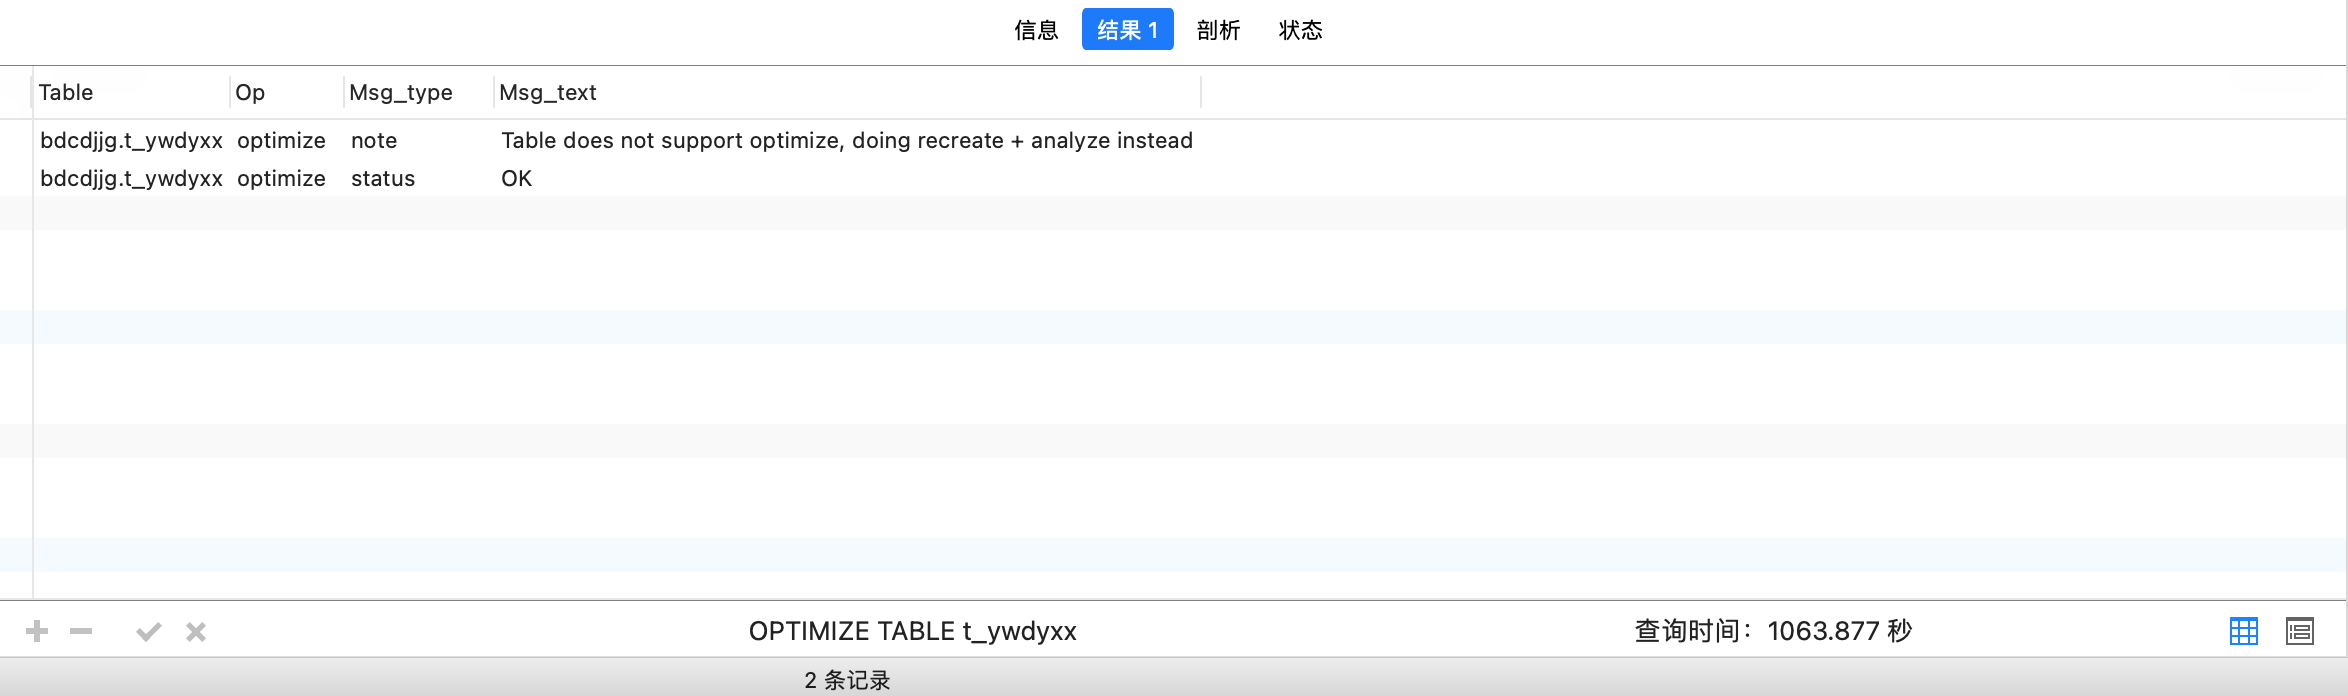 信息 结果 1 剖析 状态
Table Op Msg_type Msg_text
bdcdjjg.t_ywdyxx optimize note Table does not support optimize, doing recreate + analyze instead
bdcdjjg.t_ywdyxx optimize status OK
OPTIMIZE TABLE t_ywdyxx 查询时间：1063.877 秒
2 条记录